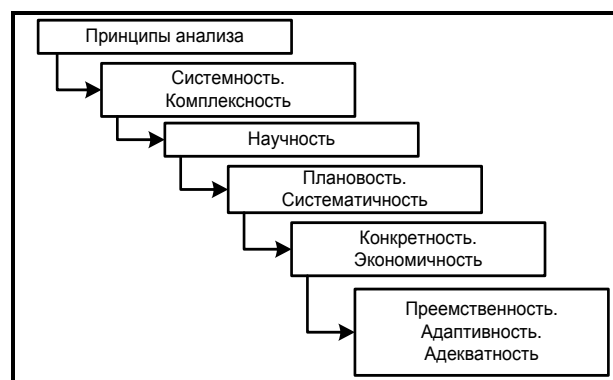 Принципы анализа
Системность.
Комплексность
Научность
Плановость.
Систематичность
Конкретность.
Экономичность
Преемственность.
Адаптивность.
Адекватность